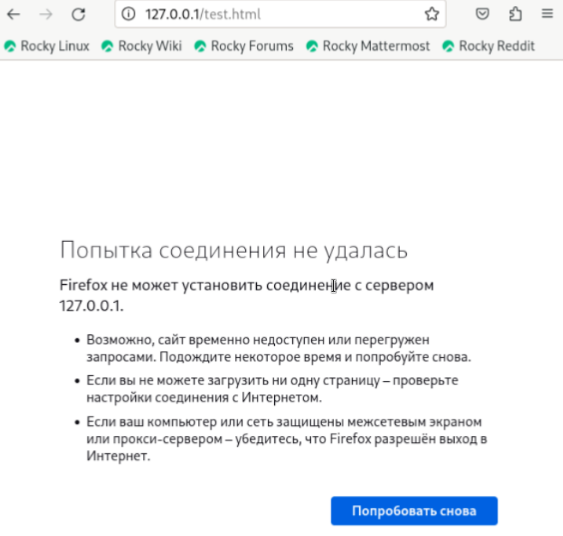 127.0.0.1/test.html
Rocky Linux Rocky Wiki Rocky Forums Rocky Mattermost Rocky Reddit
Попытка соединения не удалась
Firefox не может установить соединение с сервером
127.0.0.1.
• Возможно, сайт временно недоступен или перегружен
запросами. Подождите некоторое время и попробуйте снова.
• Если вы не можете загрузить ни одну страницу – проверьте
настройки соединения с Интернетом.
• Если ваш компьютер или сеть защищены межсетевым экраном
или прокси-сервером – убедитесь, что Firefox разрешён выход в
Интернет.
Попробовать снова